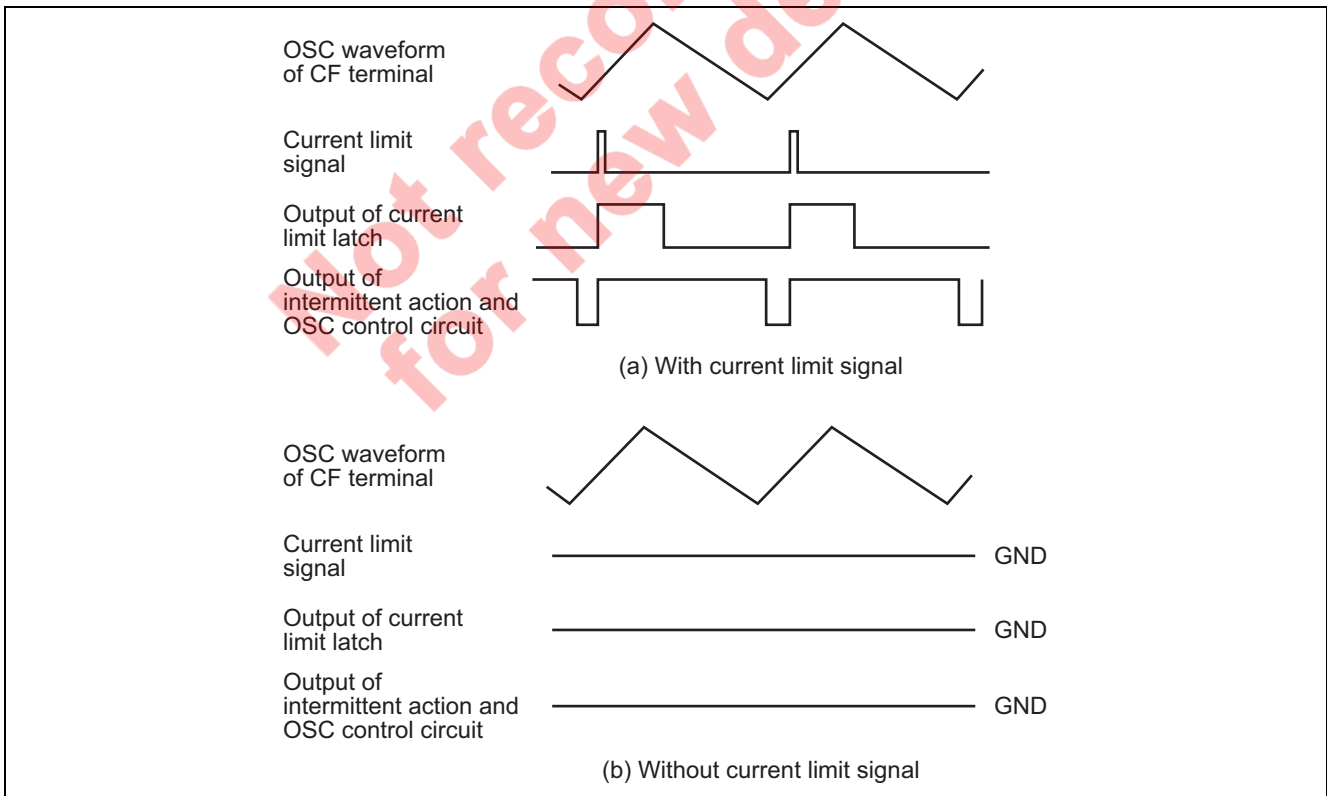 OSC waveform
of CF terminal
Current limit
signal
Output of current
limit latch
Output of
intermittent action and
OSC control circuit
(a) With current limit signal
OSC waveform
of CF terminal
Current limit
signal
GND
Output of current
limit latch
GND
Output of
intermittent action and
OSC control circuit
GND
(b) Without current limit signal
Not
for new